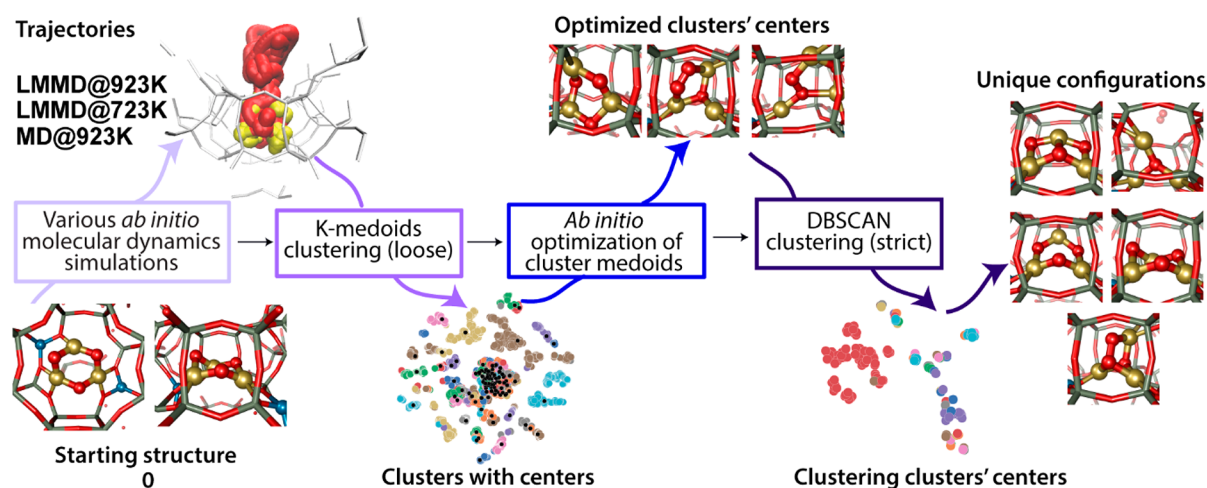 Trajectories
LMMD@923K
LMMD@723K
MD@923K
Optimized clusters' centers
Unique configurations
Various ab initio
molecular dynamics
simulations
K-medoids
clustering (loose)
Ab initio
optimization of
cluster medoids
DBSCAN
clustering (strict)
Starting structure
0
Clusters with centers
Clustering clusters' centers